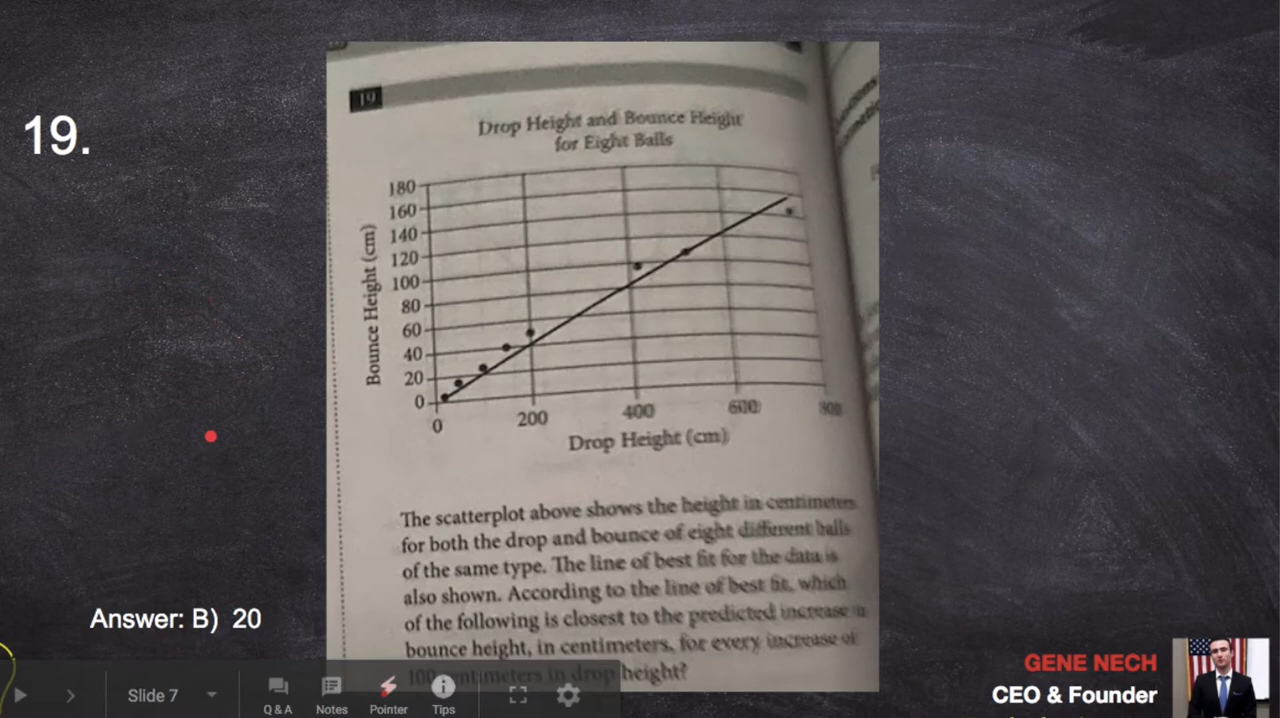 19.
19
Drop Height and Bounce Height
for Eight Balls
180
160
140
120
100
80
60
40
20
0
Bounce Height (cm)
0 200 400 600 800
Drop Height (cm)
The scatterplot above shows the height in centimeters
for both the drop and bounce of eight different balls
of the same type. The line of best fit for the data is
also shown. According to the line of best fit, which
of the following is closest to the predicted increase in
bounce height, in centimeters, for every increase of
100 centimeters in drop height?
Answer: B) 20
Slide 7
Q & A Notes Pointer Tips
GENE NECH
CEO & Founder